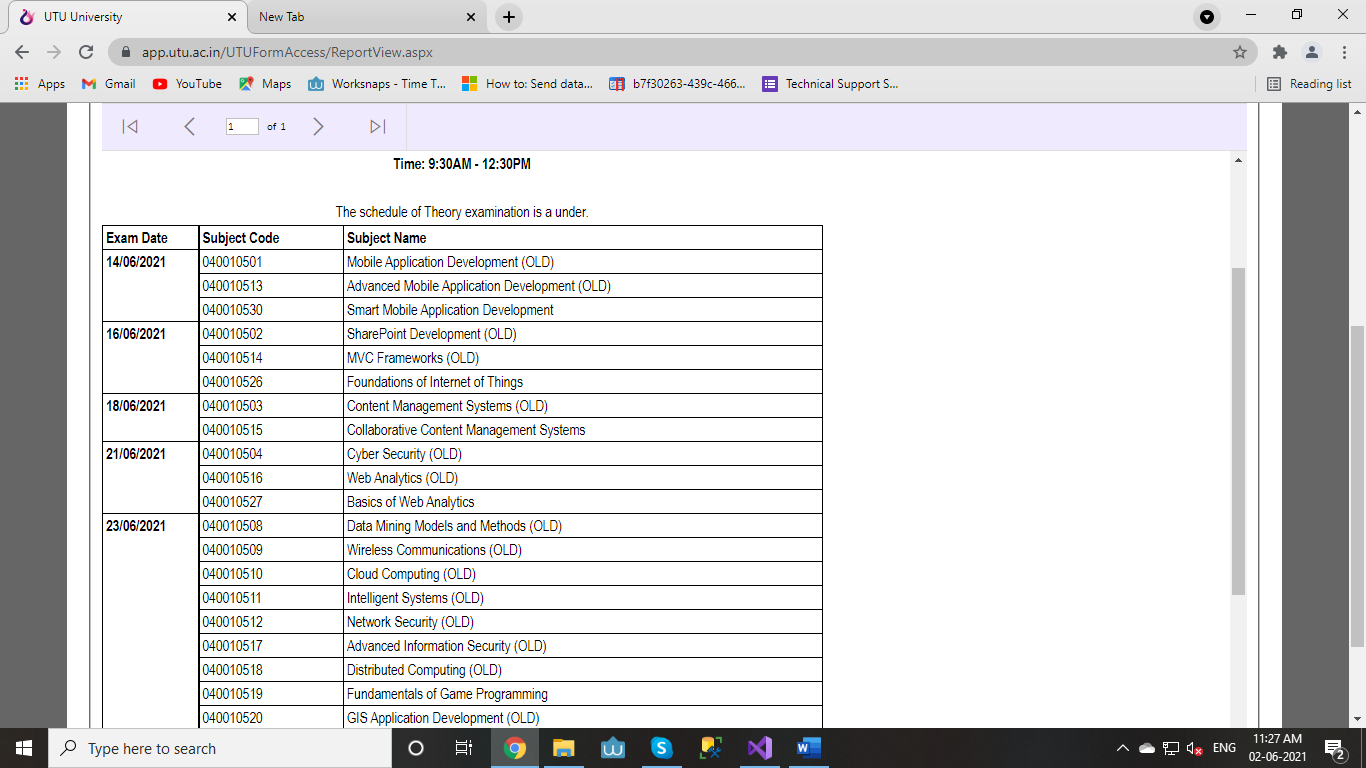 UTU University
New Tab
app.utu.ac.in/UTUFormAccess/ReportView.aspx
Apps Gmail YouTube Maps Worksnaps - Time T... How to: Send data... b7f30263-439c-466... Technical Support S... Reading list
1 of 1
Time: 9:30AM - 12:30PM
The schedule of Theory examination is a under.
Exam Date Subject Code Subject Name
14/06/2021 040010501 Mobile Application Development (OLD)
040010513 Advanced Mobile Application Development (OLD)
040010530 Smart Mobile Application Development
16/06/2021 040010502 SharePoint Development (OLD)
040010514 MVC Frameworks (OLD)
040010526 Foundations of Internet of Things
18/06/2021 040010503 Content Management Systems (OLD)
040010515 Collaborative Content Management Systems
21/06/2021 040010504 Cyber Security (OLD)
040010516 Web Analytics (OLD)
040010527 Basics of Web Analytics
23/06/2021 040010508 Data Mining Models and Methods (OLD)
040010509 Wireless Communications (OLD)
040010510 Cloud Computing (OLD)
040010511 Intelligent Systems (OLD)
040010512 Network Security (OLD)
040010517 Advanced Information Security (OLD)
040010518 Distributed Computing (OLD)
040010519 Fundamentals of Game Programming
040010520 GIS Application Development (OLD)
Type here to search
ENG
11:27 AM
02-06-2021
2